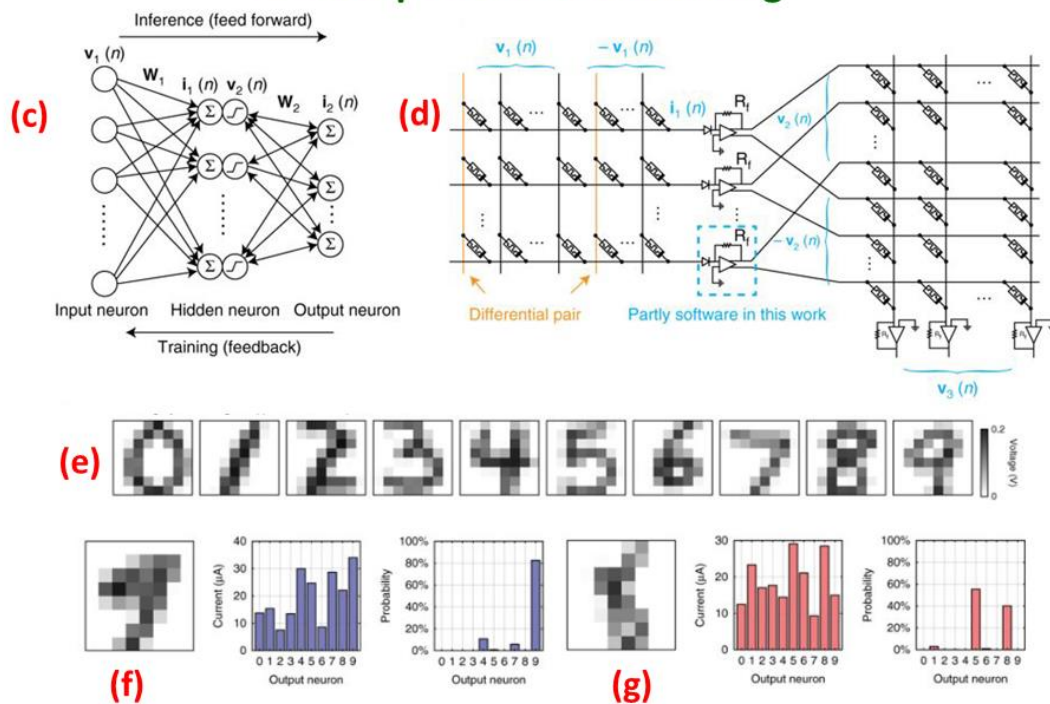 Inference (feed forward)
v₁ (n)
W₁
i₁ (n)
v₂ (n)
W₂
i₂ (n)
(c)
Σ
Σ
Σ
Σ
Σ
Σ
Input neuron
Hidden neuron
Output neuron
Training (feedback)
(d)
v₁ (n)
− v₁ (n)
i₁ (n)
R_f
R_f
R_f
v₂ (n)
− v₂ (n)
Differential pair
Partly software in this work
v₃ (n)
(e)
0.2
Voltage (V)
0
(f)
Current (µA)
40
30
20
10
0
0 1 2 3 4 5 6 7 8 9
Output neuron
Probability
100%
80%
60%
40%
20%
0%
0 1 2 3 4 5 6 7 8 9
Output neuron
(g)
Current (µA)
30
20
10
0
0 1 2 3 4 5 6 7 8 9
Output neuron
Probability
100%
80%
60%
40%
20%
0%
0 1 2 3 4 5 6 7 8 9
Output neuron